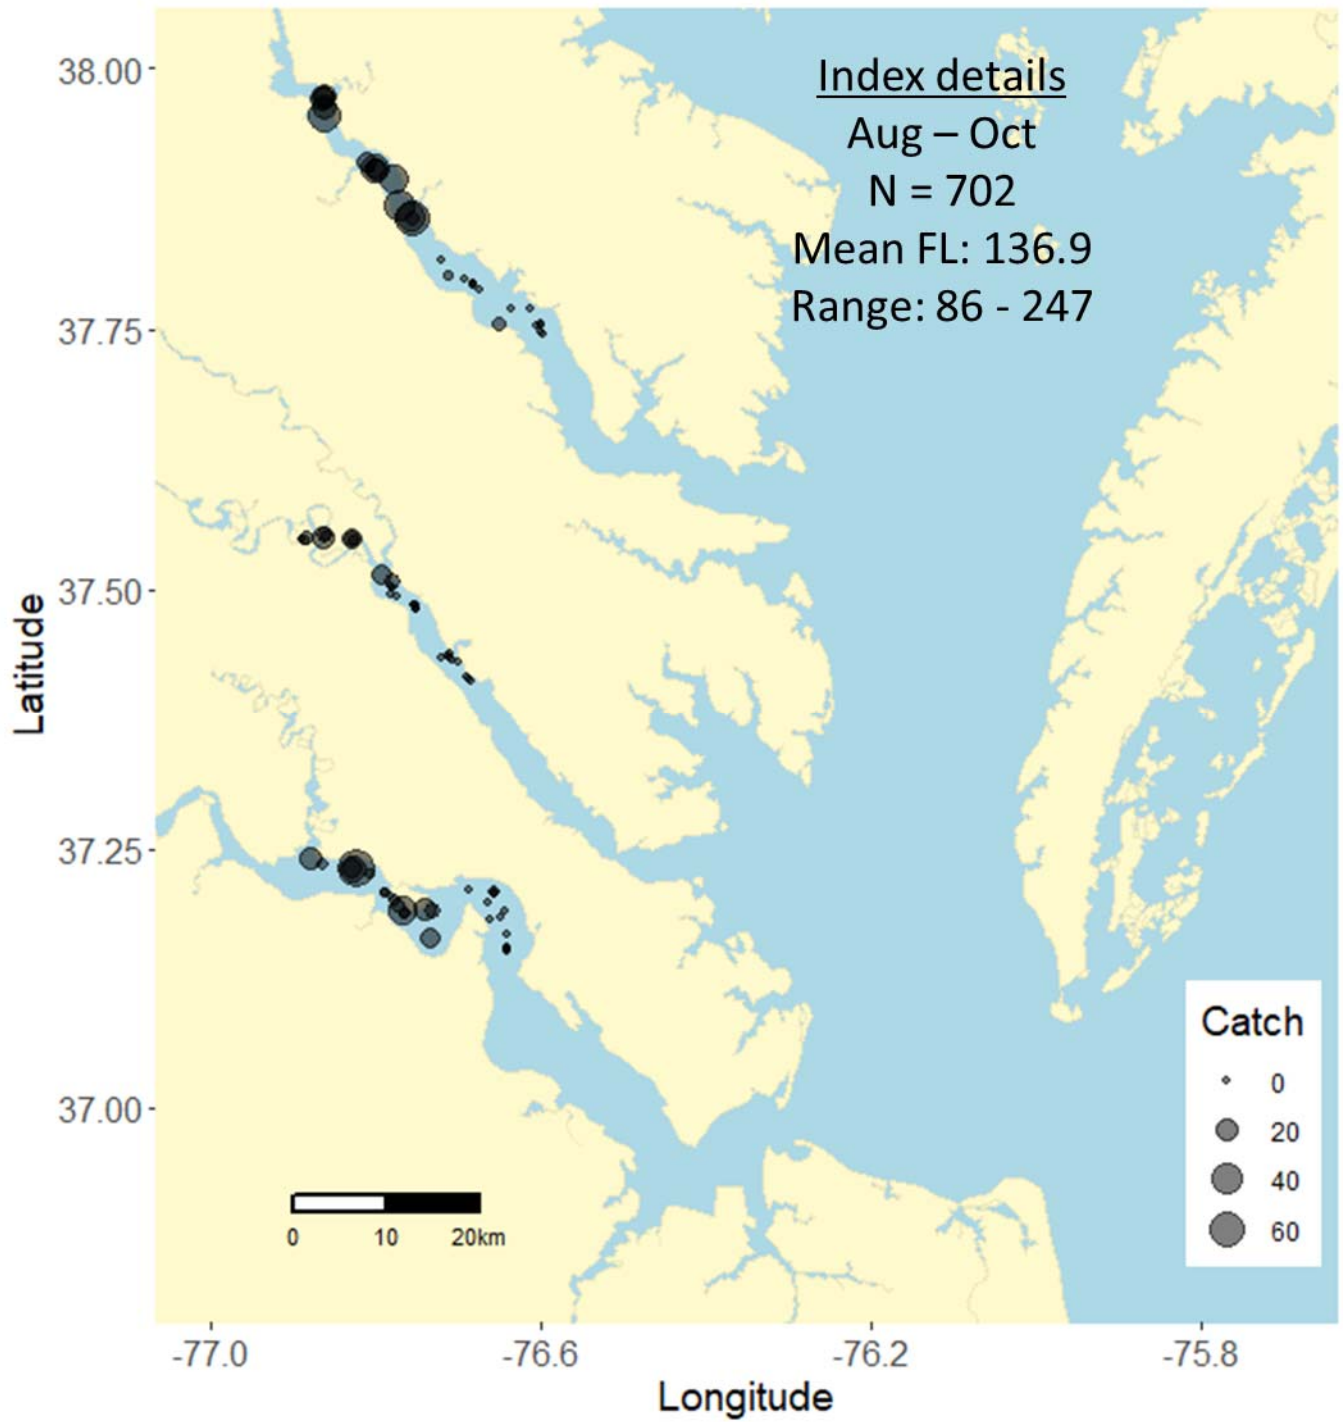 Index details
Aug – Oct
N = 702
Mean FL: 136.9
Range: 86 - 247
38.00
37.75
37.50
37.25
37.00
Latitude
Catch
0
20
40
60
0 10 20km
-77.0 -76.6 -76.2 -75.8
Longitude